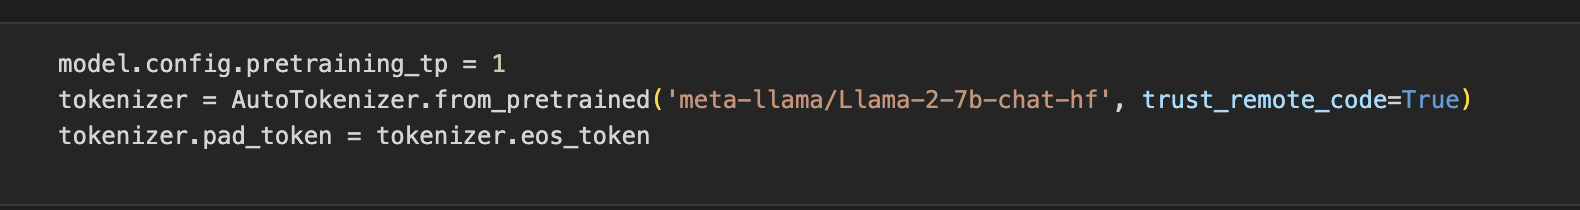 model.config.pretraining_tp = 1
tokenizer = AutoTokenizer.from_pretrained('meta-llama/Llama-2-7b-chat-hf', trust_remote_code=True)
tokenizer.pad_token = tokenizer.eos_token